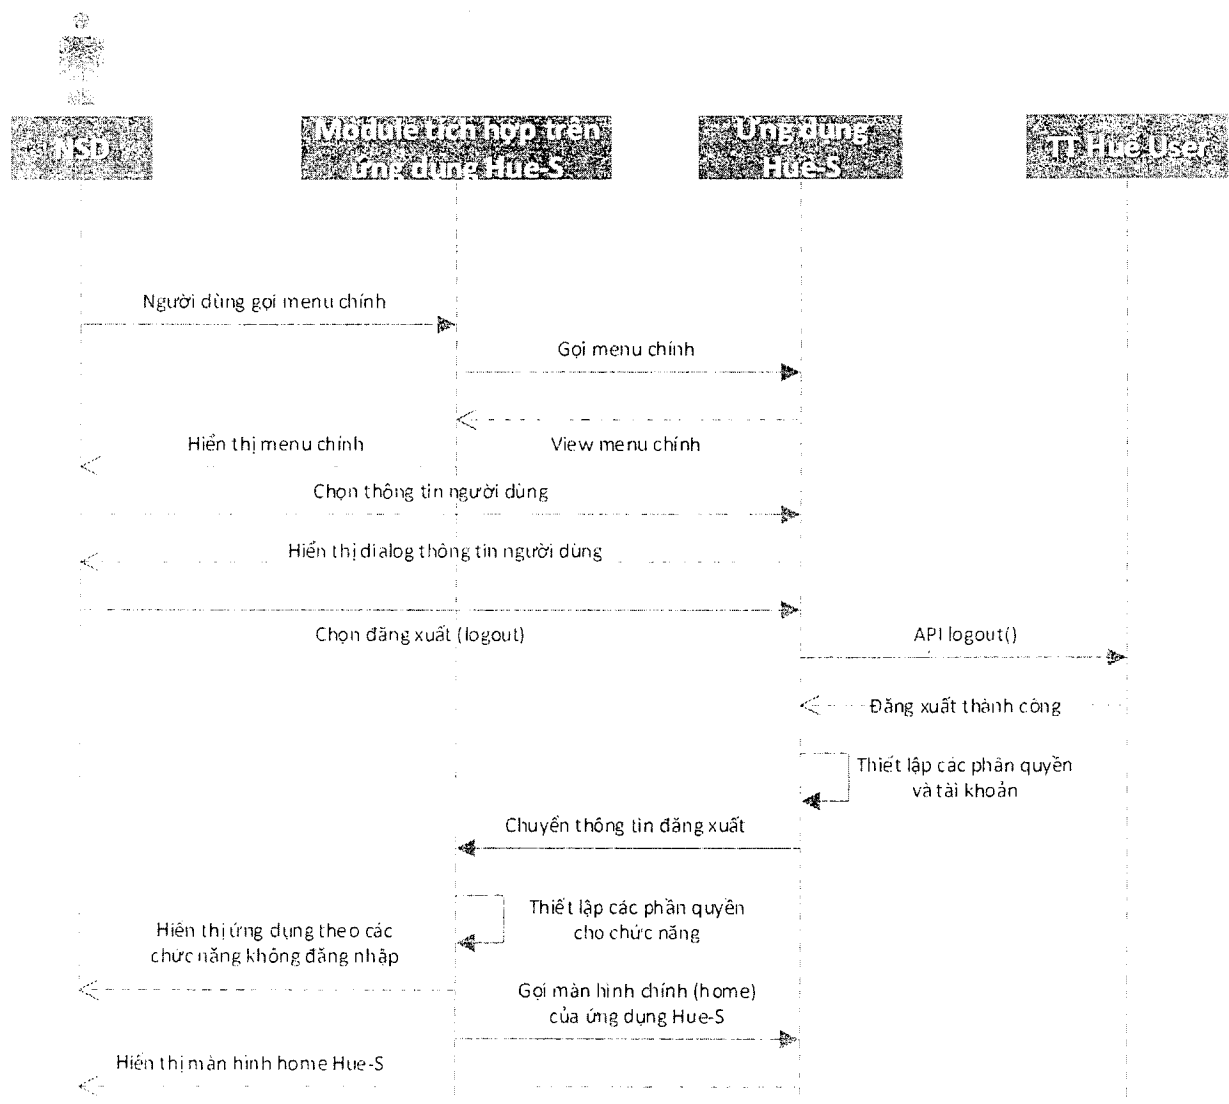 NSD
Module tích hợp trên
ứng dụng Hue-S
Ứng dụng
Hue-S
TT Hue User
Người dùng gọi menu chính
Gọi menu chính
View menu chính
Hiển thị menu chính
Chọn thông tin người dùng
Hiển thị dialog thông tin người dùng
Chọn đăng xuất (logout)
API logout()
Đăng xuất thành công
Thiết lập các phân quyền
và tài khoản
Chuyển thông tin đăng xuất
Thiết lập các phần quyền
cho chức năng
Hiên thị ứng dụng theo các
chức năng không đăng nhập
Gọi màn hình chính (home)
của ứng dụng Hue-S
Hiển thị màn hình home Hue-S